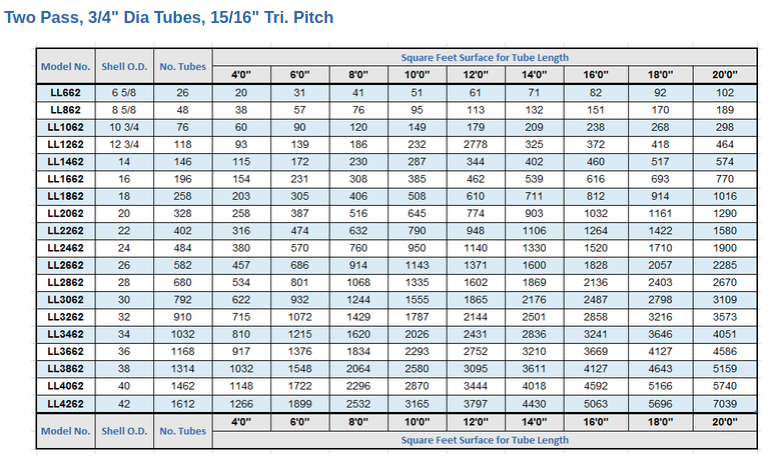 Two Pass, 3/4" Dia Tubes, 15/16" Tri. Pitch
Model No. Shell O.D. No. Tubes Square Feet Surface for Tube Length
4'0" 6'0" 8'0" 10'0" 12'0" 14'0" 16'0" 18'0" 20'0"
LL662 6 5/8 26 20 31 41 51 61 71 82 92 102
LL862 8 5/8 48 38 57 76 95 113 132 151 170 189
LL1062 10 3/4 76 60 90 120 149 179 209 238 268 298
LL1262 12 3/4 118 93 139 186 232 2778 325 372 418 464
LL1462 14 146 115 172 230 287 344 402 460 517 574
LL1662 16 196 154 231 308 385 462 539 616 693 770
LL1862 18 258 203 305 406 508 610 711 812 914 1016
LL2062 20 328 258 387 516 645 774 903 1032 1161 1290
LL2262 22 402 316 474 632 790 948 1106 1264 1422 1580
LL2462 24 484 380 570 760 950 1140 1330 1520 1710 1900
LL2662 26 582 457 686 914 1143 1371 1600 1828 2057 2285
LL2862 28 680 534 801 1068 1335 1602 1869 2136 2403 2670
LL3062 30 792 622 932 1244 1555 1865 2176 2487 2798 3109
LL3262 32 910 715 1072 1429 1787 2144 2501 2858 3216 3573
LL3462 34 1032 810 1215 1620 2026 2431 2836 3241 3646 4051
LL3662 36 1168 917 1376 1834 2293 2752 3210 3669 4127 4586
LL3862 38 1314 1032 1548 2064 2580 3095 3611 4127 4643 5159
LL4062 40 1462 1148 1722 2296 2870 3444 4018 4592 5166 5740
LL4262 42 1612 1266 1899 2532 3165 3797 4430 5063 5696 7039
Model No. Shell O.D. No. Tubes 4'0" 6'0" 8'0" 10'0" 12'0" 14'0" 16'0" 18'0" 20'0"
Square Feet Surface for Tube Length